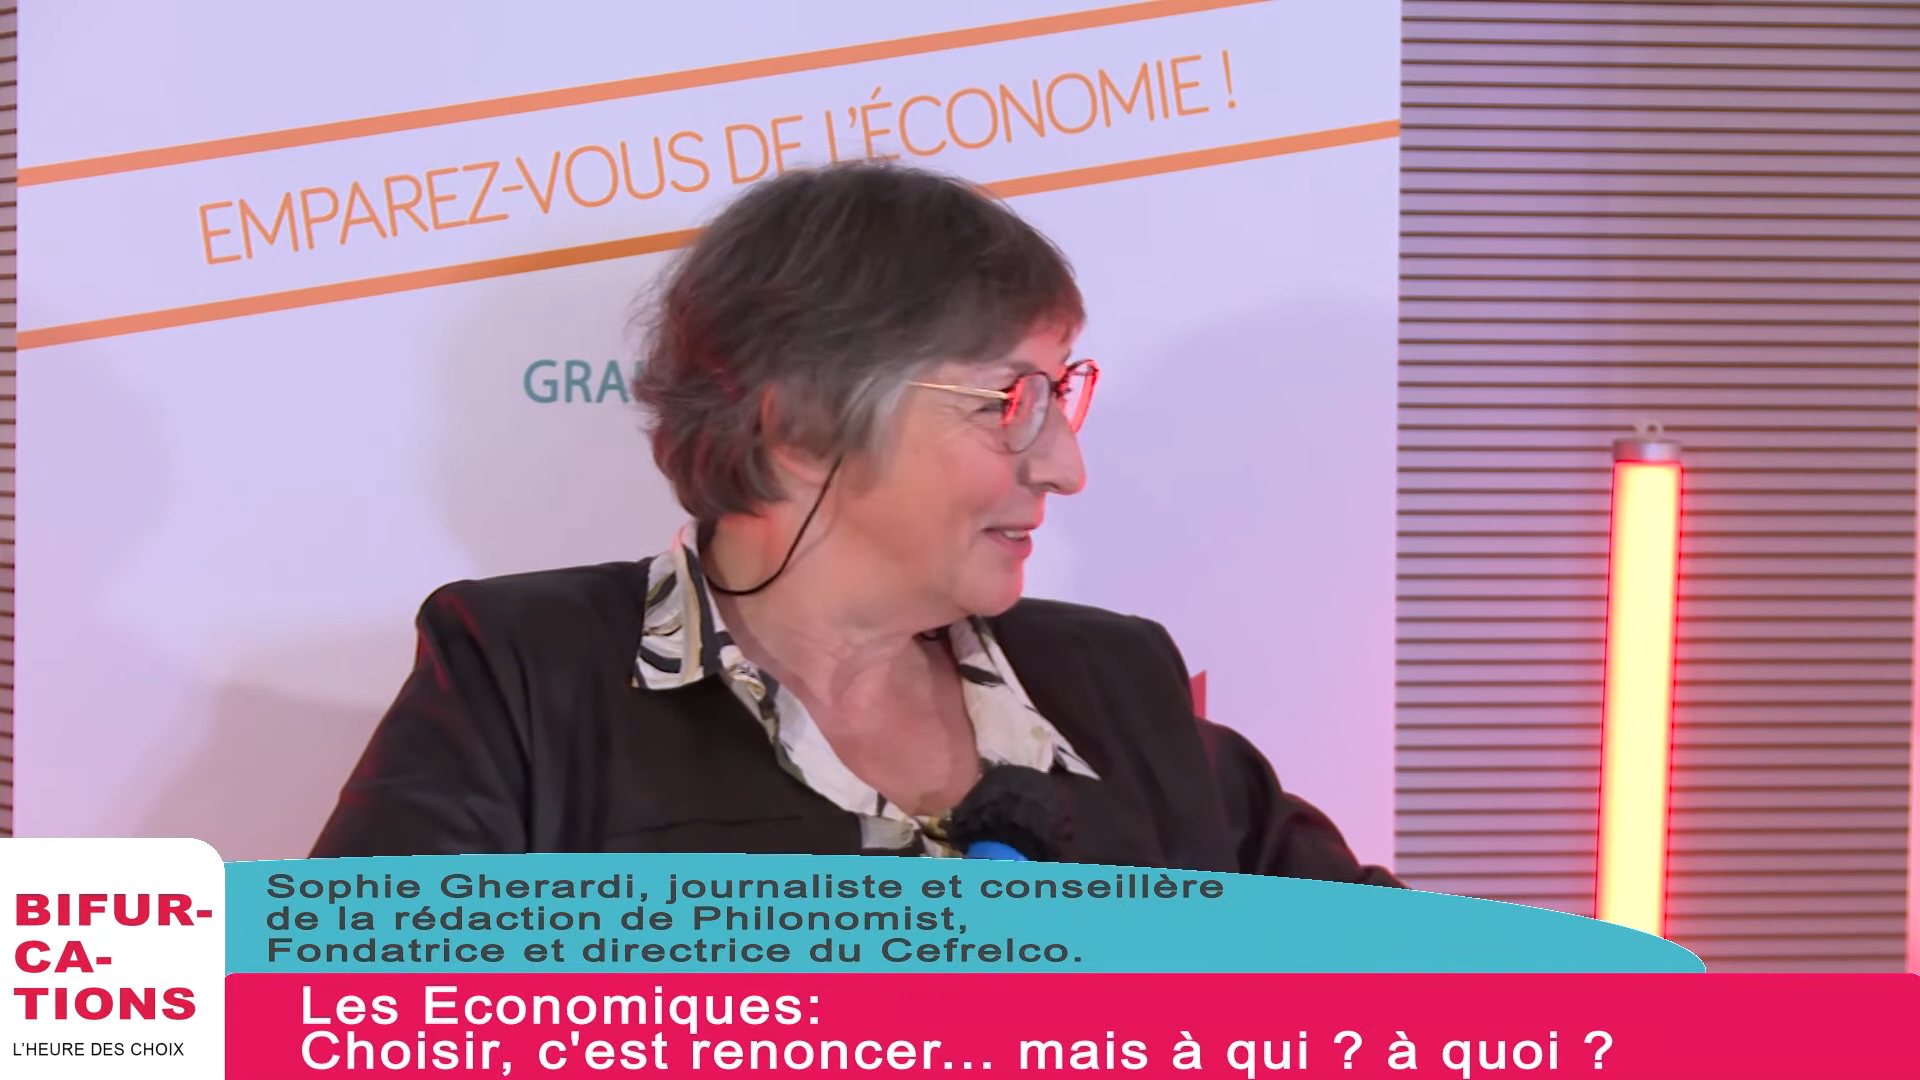 EMPAREZ-VOUS DE L'ÉCONOMIE !
Sophie Gherardi, journaliste et conseillère
de la rédaction de Philonomist,
Fondatrice et directrice du Cefrelco.
BIFUR-
CA-
TIONS
L'HEURE DES CHOIX
Les Economiques:
Choisir, c'est renoncer... mais à qui ? à quoi ?